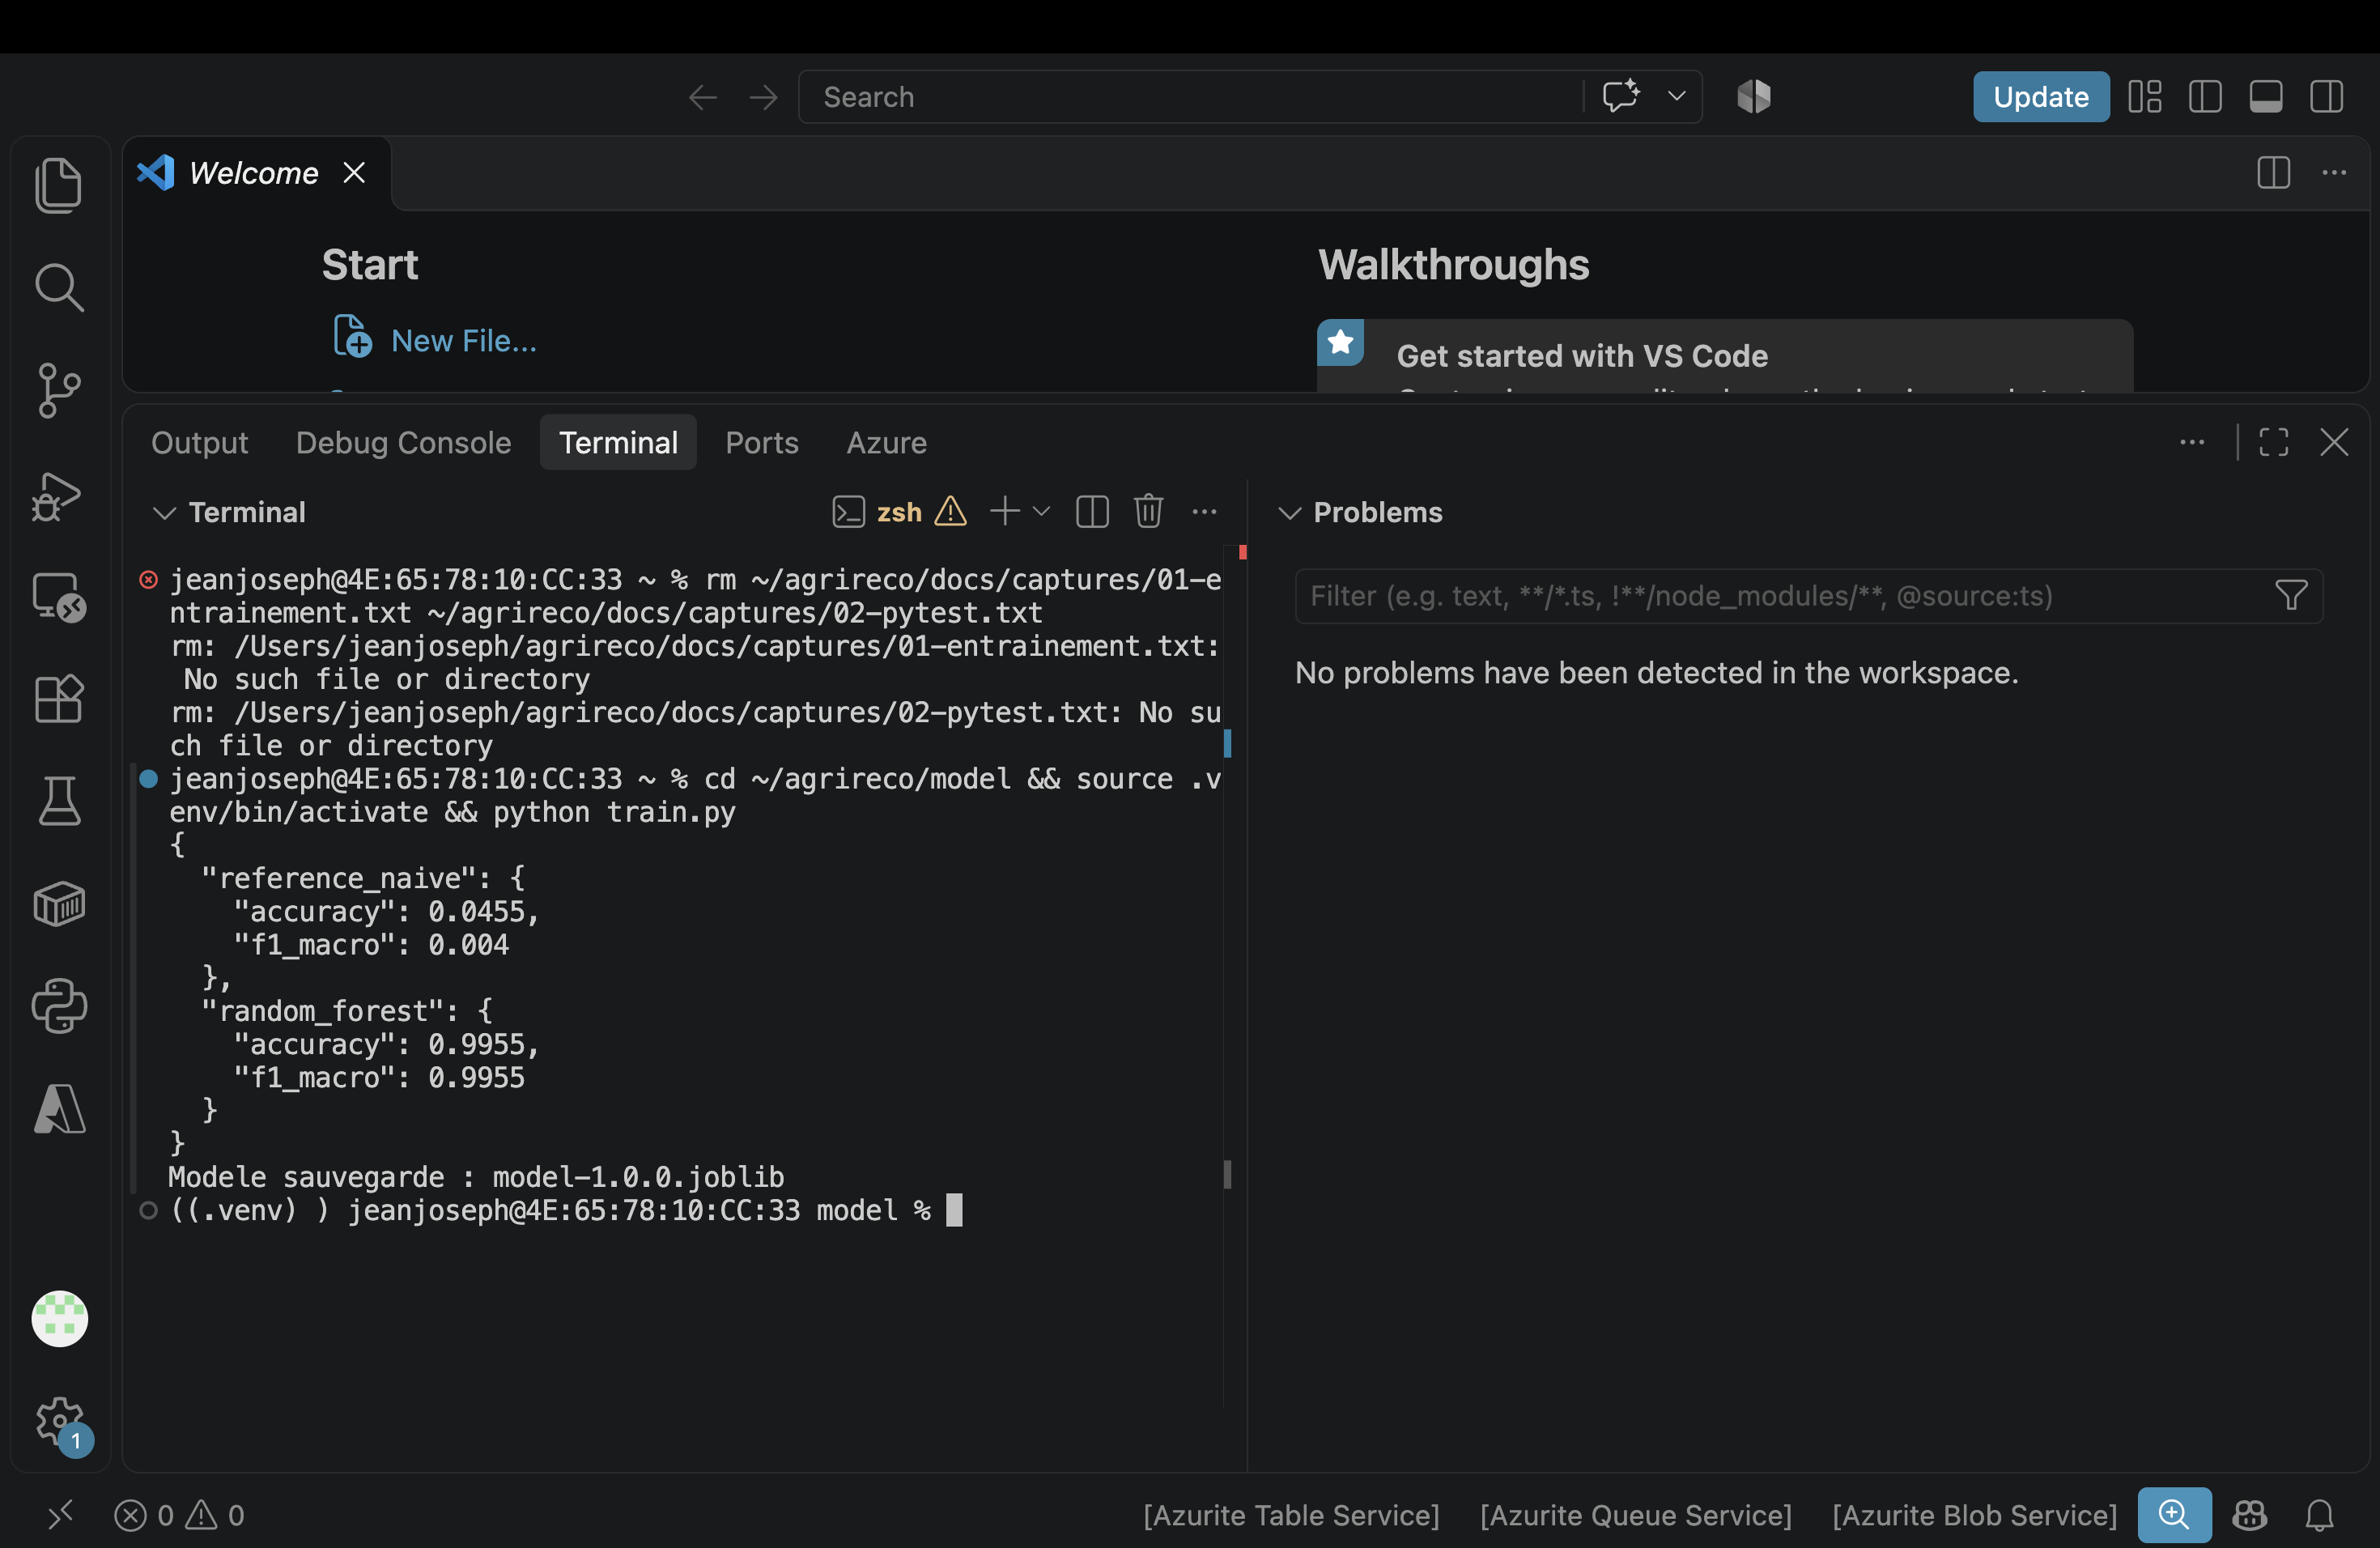 Search
Update
Welcome
Start
Walkthroughs
New File...
Get started with VS Code
Output Debug Console Terminal Ports Azure
Terminal
zsh
Problems
jeanjoseph@4E:65:78:10:CC:33 ~ % rm ~/agrireco/docs/captures/01-e
ntrainement.txt ~/agrireco/docs/captures/02-pytest.txt
rm: /Users/jeanjoseph/agrireco/docs/captures/01-entrainement.txt:
No such file or directory
rm: /Users/jeanjoseph/agrireco/docs/captures/02-pytest.txt: No su
ch file or directory
jeanjoseph@4E:65:78:10:CC:33 ~ % cd ~/agrireco/model && source .v
env/bin/activate && python train.py
{
"reference_naive": {
"accuracy": 0.0455,
"f1_macro": 0.004
},
"random_forest": {
"accuracy": 0.9955,
"f1_macro": 0.9955
}
}
Modele sauvegarde : model-1.0.0.joblib
((.venv) ) jeanjoseph@4E:65:78:10:CC:33 model %
Filter (e.g. text, **/*.ts, !**/node_modules/**, @source:ts)
No problems have been detected in the workspace.
1
0 0
[Azurite Table Service] [Azurite Queue Service] [Azurite Blob Service]